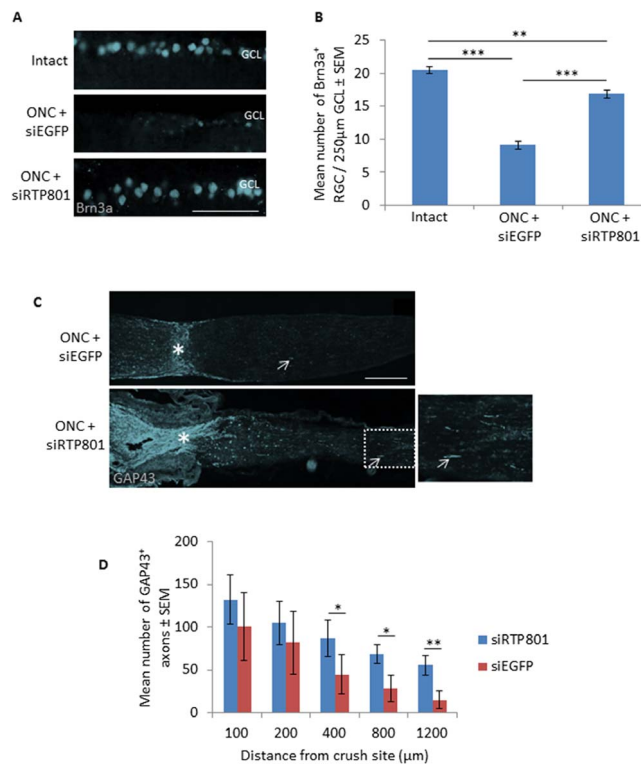 A
Intact
GCL
ONC +
siEGFP
GCL
ONC +
siRTP801
GCL
Brn3a
B
Mean number of Brn3a⁺
RGC / 250µm GCL ± SEM
25
20
15
10
5
0
**
***
***
Intact
ONC +
siEGFP
ONC +
siRTP801
C
ONC +
siEGFP
*
ONC +
siRTP801
*
GAP43
D
Mean number of GAP43⁺
axons ± SEM
200
150
100
50
0
*
*
**
100 200 400 800 1200
Distance from crush site (µm)
siRTP801
siEGFP